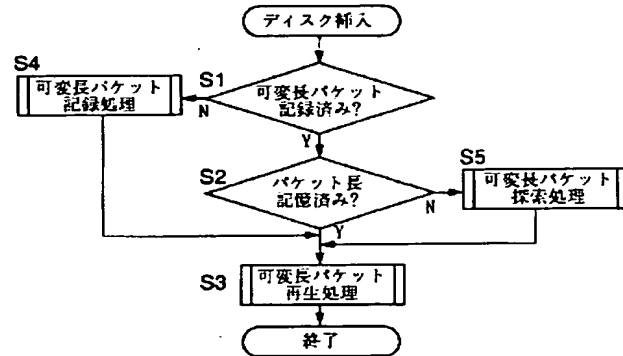 ディスク挿入
S4
S1
可変長パケット
記録処理
N
可変長パケット
記録済み?
Y
S2
パケット長
記憶済み?
N
S5
可変長パケット
探索処理
Y
S3
可変長パケット
再生処理
終了